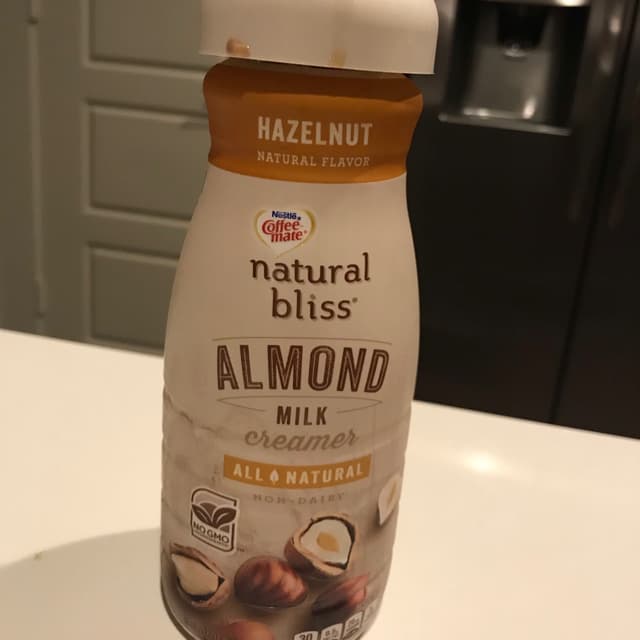 HAZELNUT
NATURAL FLAVOR
Nestlé
Coffee-
mate®
natural
bliss®
ALMOND
MILK
creamer
ALL NATURAL
NON-DAIRY
NO GMO